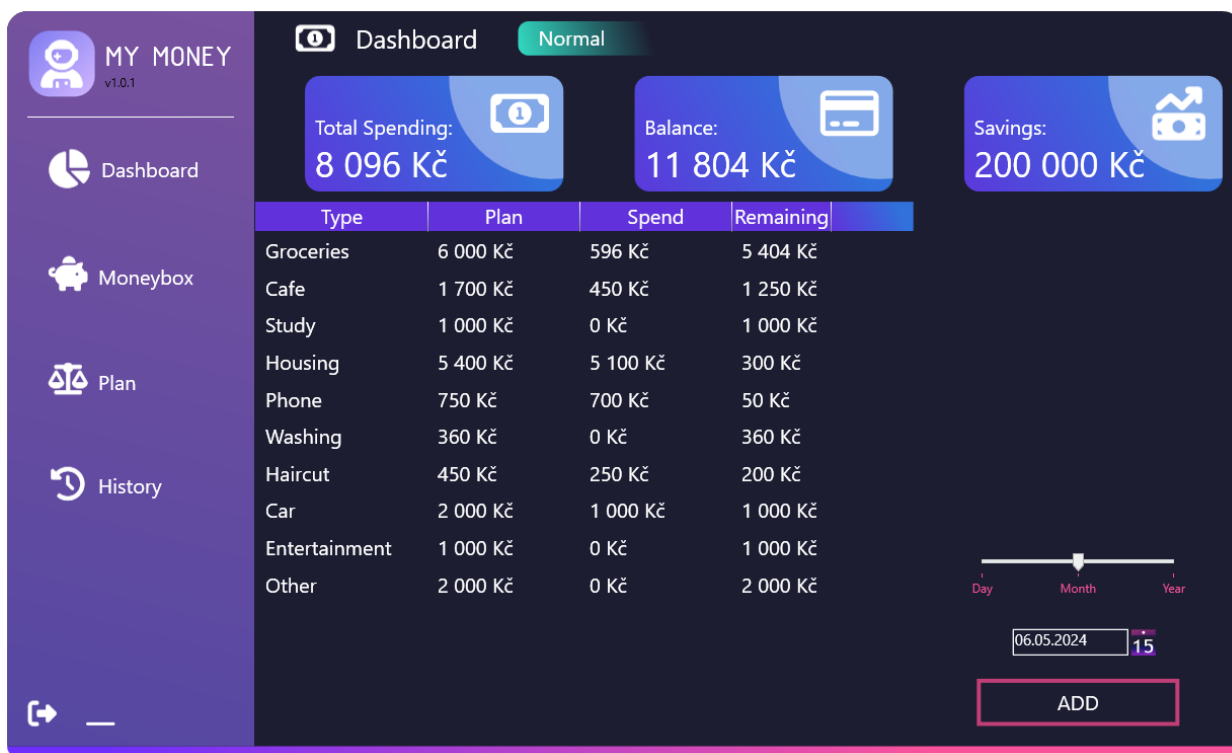 MY MONEY
v1.0.1
Dashboard
Moneybox
Plan
History
Dashboard Normal
Total Spending:
8 096 Kč
Balance:
11 804 Kč
Savings:
200 000 Kč
Type Plan Spend Remaining
Groceries 6 000 Kč 596 Kč 5 404 Kč
Cafe 1 700 Kč 450 Kč 1 250 Kč
Study 1 000 Kč 0 Kč 1 000 Kč
Housing 5 400 Kč 5 100 Kč 300 Kč
Phone 750 Kč 700 Kč 50 Kč
Washing 360 Kč 0 Kč 360 Kč
Haircut 450 Kč 250 Kč 200 Kč
Car 2 000 Kč 1 000 Kč 1 000 Kč
Entertainment 1 000 Kč 0 Kč 1 000 Kč
Other 2 000 Kč 0 Kč 2 000 Kč
Day Month Year
06.05.2024 15
ADD